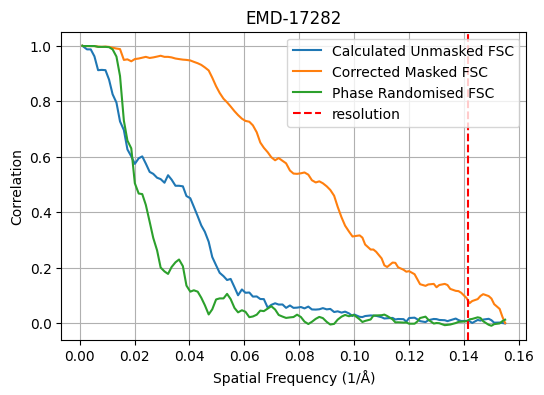 EMD-17282
Calculated Unmasked FSC
Corrected Masked FSC
Phase Randomised FSC
resolution
Correlation
1.0
0.8
0.6
0.4
0.2
0.0
0.00 0.02 0.04 0.06 0.08 0.10 0.12 0.14 0.16
Spatial Frequency (1/Å)